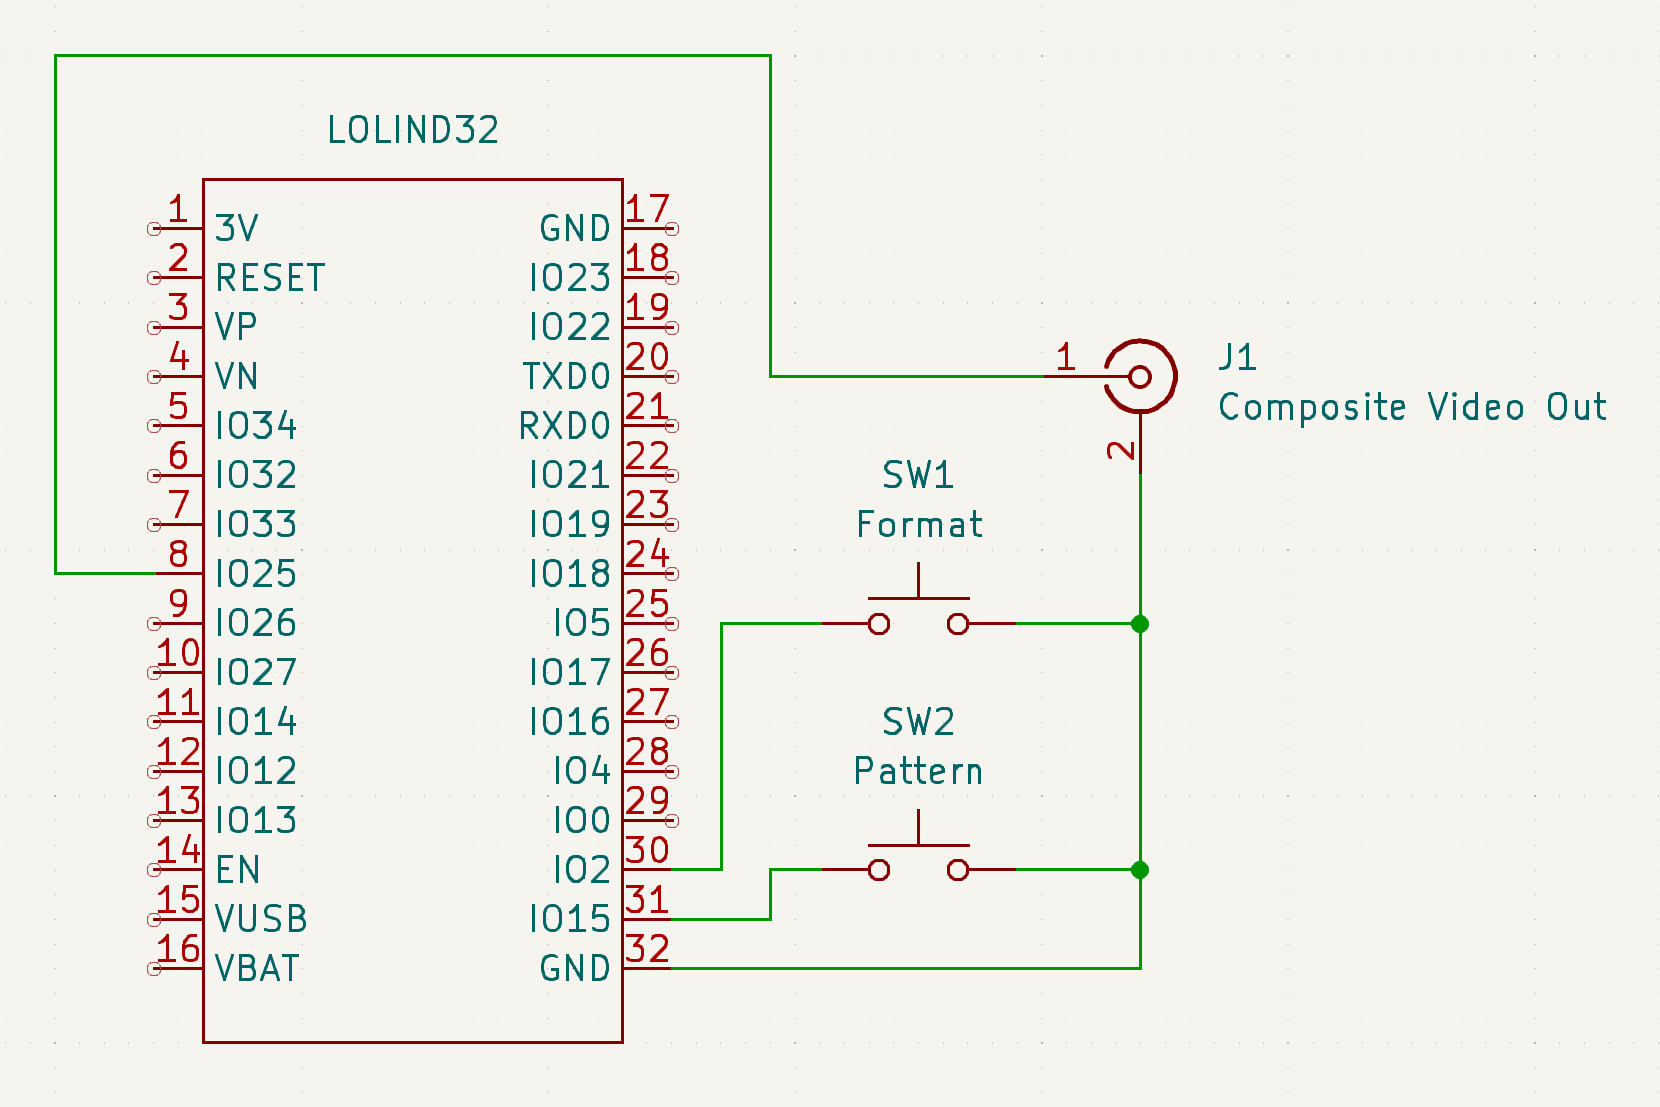 LOLIND32
1 3V GND 17
2 RESET IO23 18
3 VP IO22 19
4 VN TXD0 20
5 IO34 RXD0 21
6 IO32 IO21 22
7 IO33 IO19 23
8 IO25 IO18 24
9 IO26 IO5 25
10 IO27 IO17 26
11 IO14 IO16 27
12 IO12 IO4 28
13 IO13 IO0 29
14 EN IO2 30
15 VUSB IO15 31
16 VBAT GND 32
1
2
J1
Composite Video Out
SW1
Format
SW2
Pattern